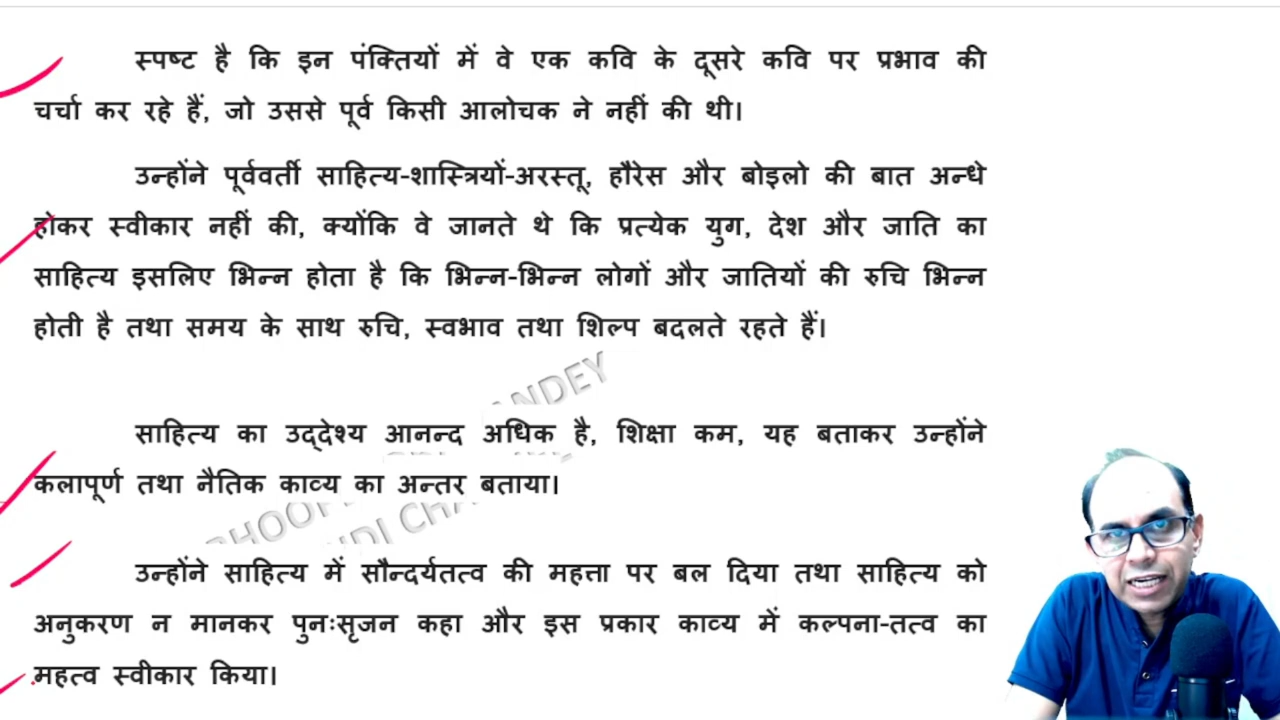 स्पष्ट है कि इन पंक्तियों में वे एक कवि के दूसरे कवि पर प्रभाव की
चर्चा कर रहे हैं, जो उससे पूर्व किसी आलोचक ने नहीं की थी।
उन्होंने पूर्ववर्ती साहित्य-शास्त्रियों-अरस्तू, हौरेस और बोइलो की बात अन्धे
होकर स्वीकार नहीं की, क्योंकि वे जानते थे कि प्रत्येक युग, देश और जाति का
साहित्य इसलिए भिन्न होता है कि भिन्न-भिन्न लोगों और जातियों की रुचि भिन्न
होती है तथा समय के साथ रुचि, स्वभाव तथा शिल्प बदलते रहते हैं।
साहित्य का उद्देश्य आनन्द अधिक है, शिक्षा कम, यह बताकर उन्होंने
कलापूर्ण तथा नैतिक काव्य का अन्तर बताया।
उन्होंने साहित्य में सौन्दर्यतत्व की महत्ता पर बल दिया तथा साहित्य को
अनुकरण न मानकर पुनःसृजन कहा और इस प्रकार काव्य में कल्पना-तत्व का
महत्व स्वीकार किया।